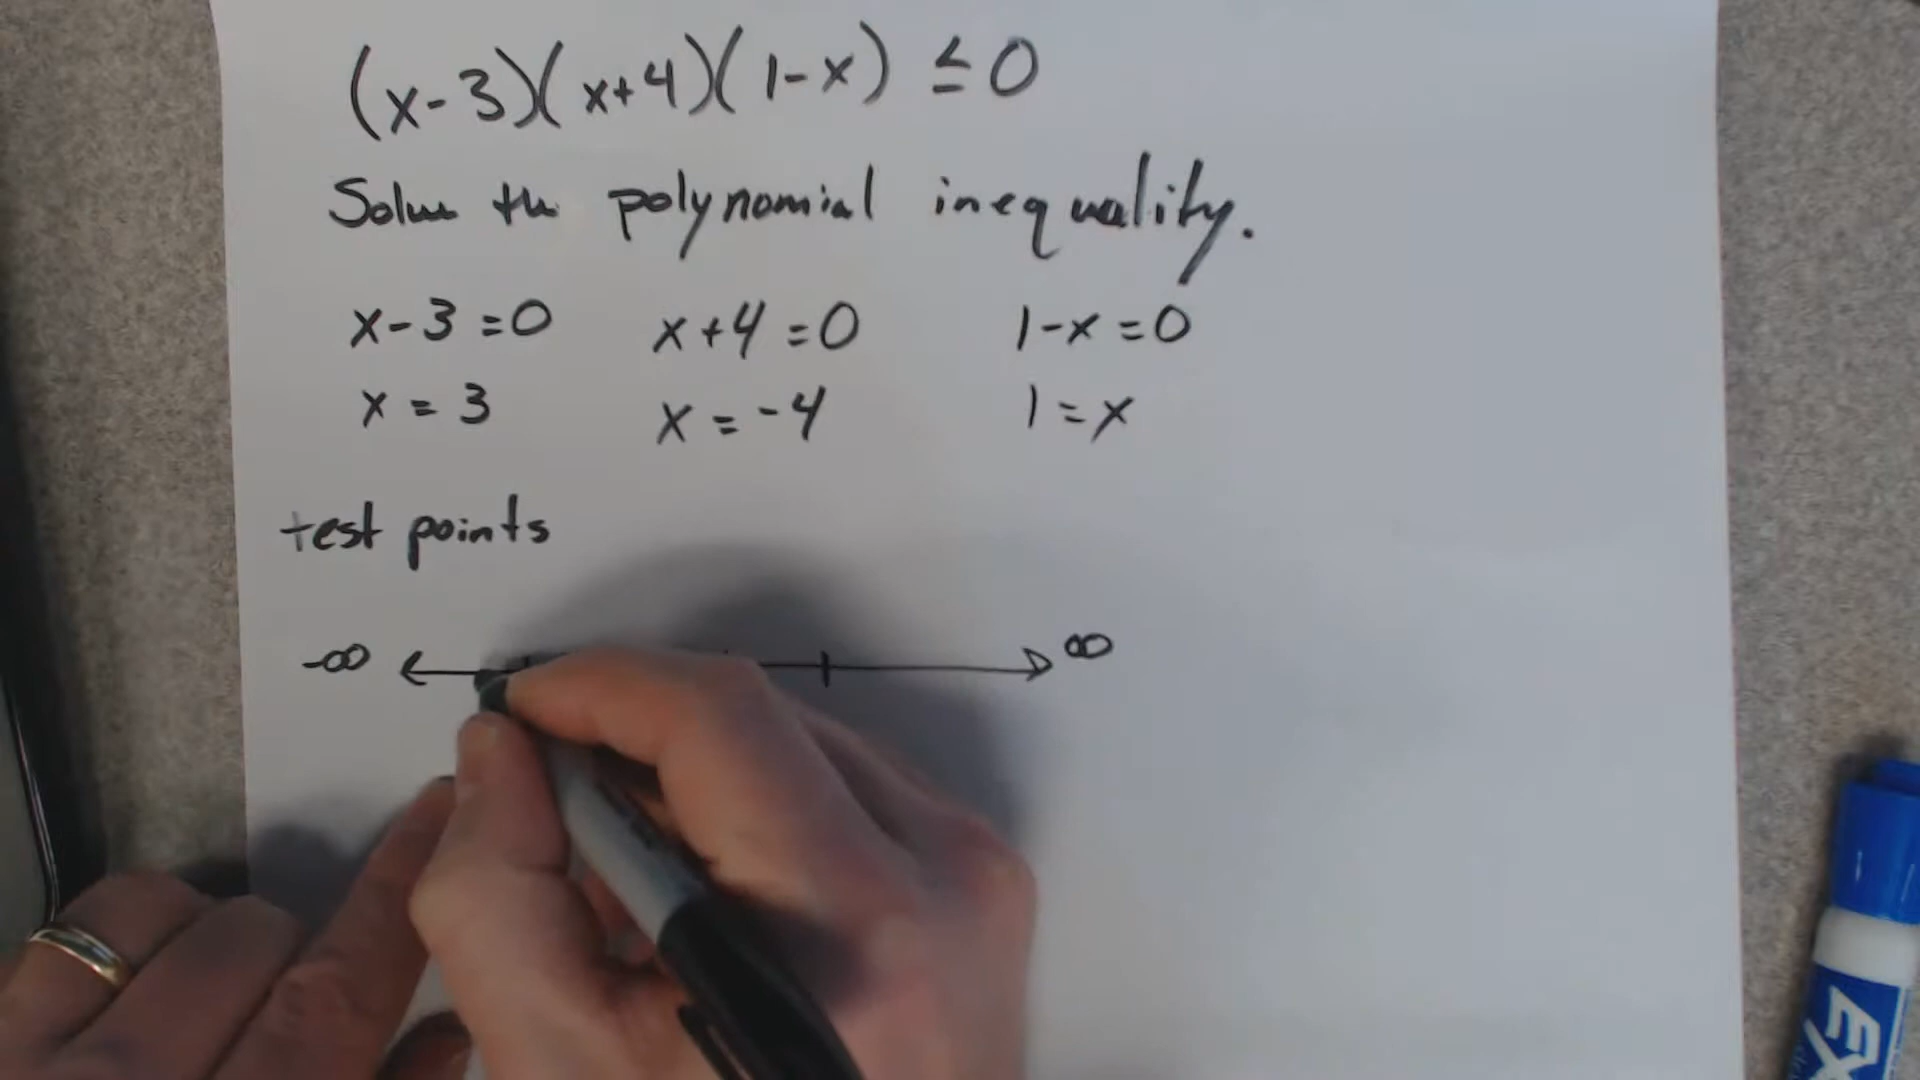 (x-3)(x+4)(1-x) ≤ 0
Solve the polynomial inequality.
x-3=0 x+4=0 1-x=0
x=3 x=-4 1=x
test points
-∞ ∞